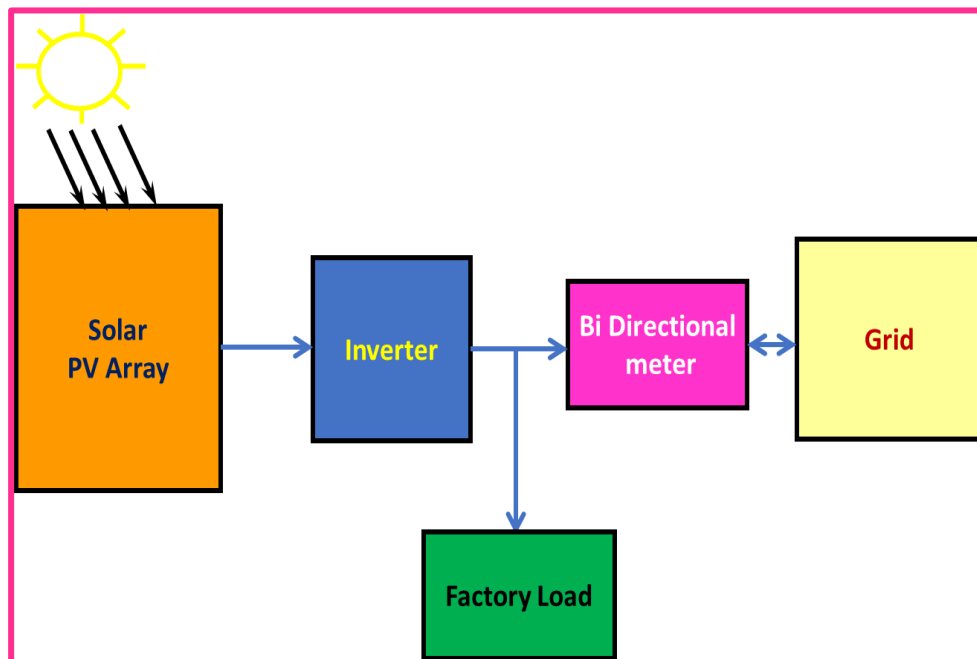 Solar
PV Array
Inverter
Bi Directional
meter
Grid
Factory Load